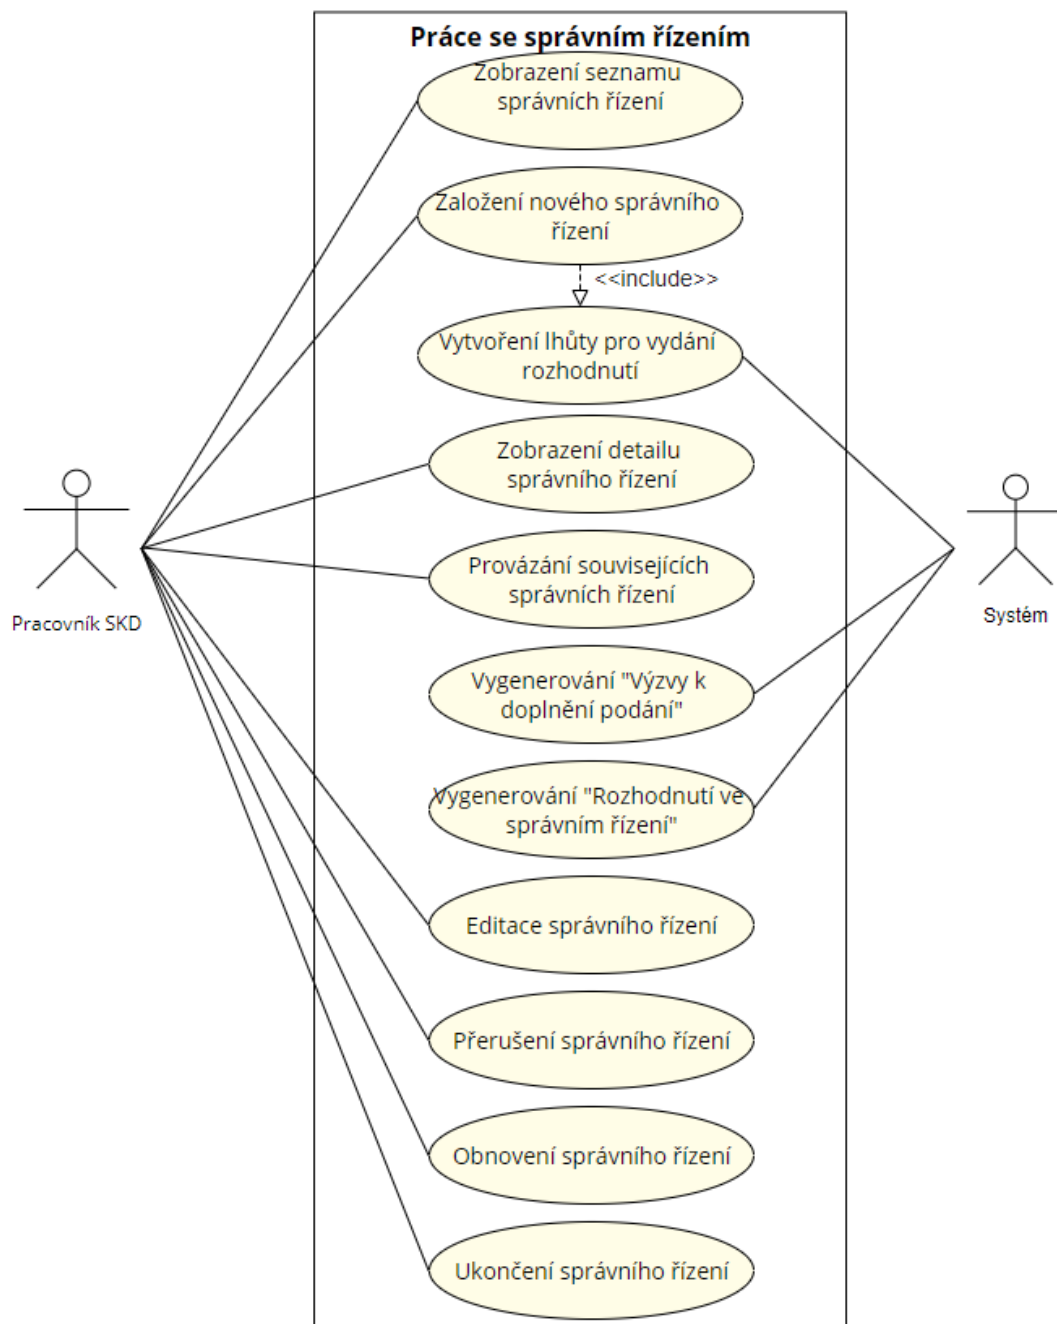 Práce se správním řízením
Zobrazení seznamu
správních řízení
Založení nového správního
řízení
<<include>>
Vytvoření lhůty pro vydání
rozhodnutí
Zobrazení detailu
správního řízení
Provázání souvisejících
správních řízení
Pracovník SKD
Systém
Vygenerování "Výzvy k
doplnění podání"
Vygenerování "Rozhodnutí ve
správním řízení"
Editace správního řízení
Přerušení správního řízení
Obnovení správního řízení
Ukončení správního řízení